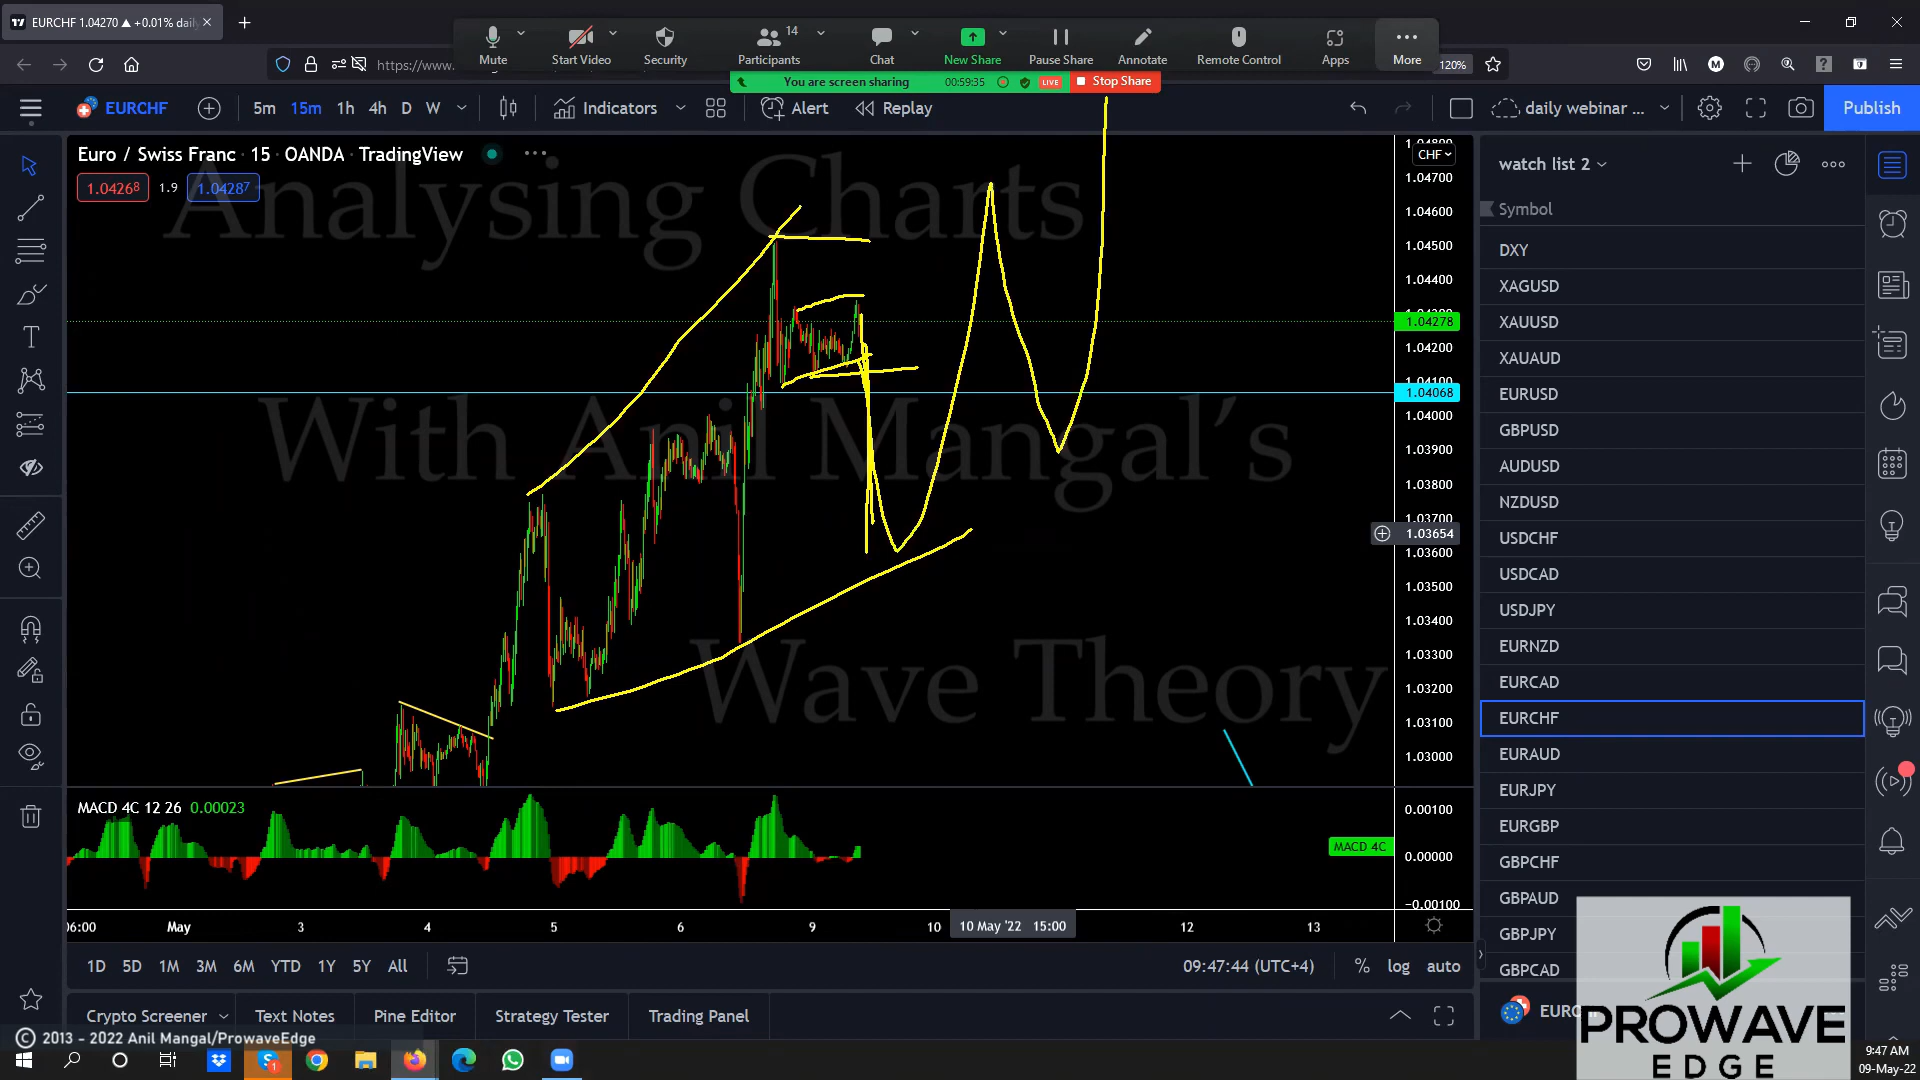 EURCHF 1.04270 ▲ +0.01% daily
Mute
Start Video
Security
Participants
14
Chat
New Share
Pause Share
Annotate
Remote Control
Apps
More
https://www.
120%
You are screen sharing
00:59:35
LIVE
Stop Share
EURCHF
5m 15m 1h 4h D W
Indicators
Alert
Replay
daily webinar ...
Publish
Euro / Swiss Franc · 15 · OANDA · TradingView
1.04268 1.9 1.04287
CHF
Analysing Charts
With Anil Mangal's
Wave Theory
1.04700
1.04600
1.04500
1.04400
1.04278
1.04200
1.04100
1.04068
1.04000
1.03900
1.03800
1.03700
1.03654
1.03600
1.03500
1.03400
1.03300
1.03200
1.03100
1.03000
MACD 4C 12 26 0.00023
0.00100
MACD 4C
0.00000
−0.00100
06:00 May 3 4 5 6 9 10 10 May '22 15:00 12 13
1D 5D 1M 3M 6M YTD 1Y 5Y All
09:47:44 (UTC+4)
% log auto
Crypto Screener
Text Notes
Pine Editor
Strategy Tester
Trading Panel
watch list 2
Symbol
DXY
XAGUSD
XAUUSD
XAUAUD
EURUSD
GBPUSD
AUDUSD
NZDUSD
USDCHF
USDCAD
USDJPY
EURNZD
EURCAD
EURCHF
EURAUD
EURJPY
EURGBP
GBPCHF
GBPAUD
GBPJPY
GBPCAD
PROWAVE
EDGE
© 2013 - 2022 Anil Mangal/ProwaveEdge
9:47 AM
09-May-22